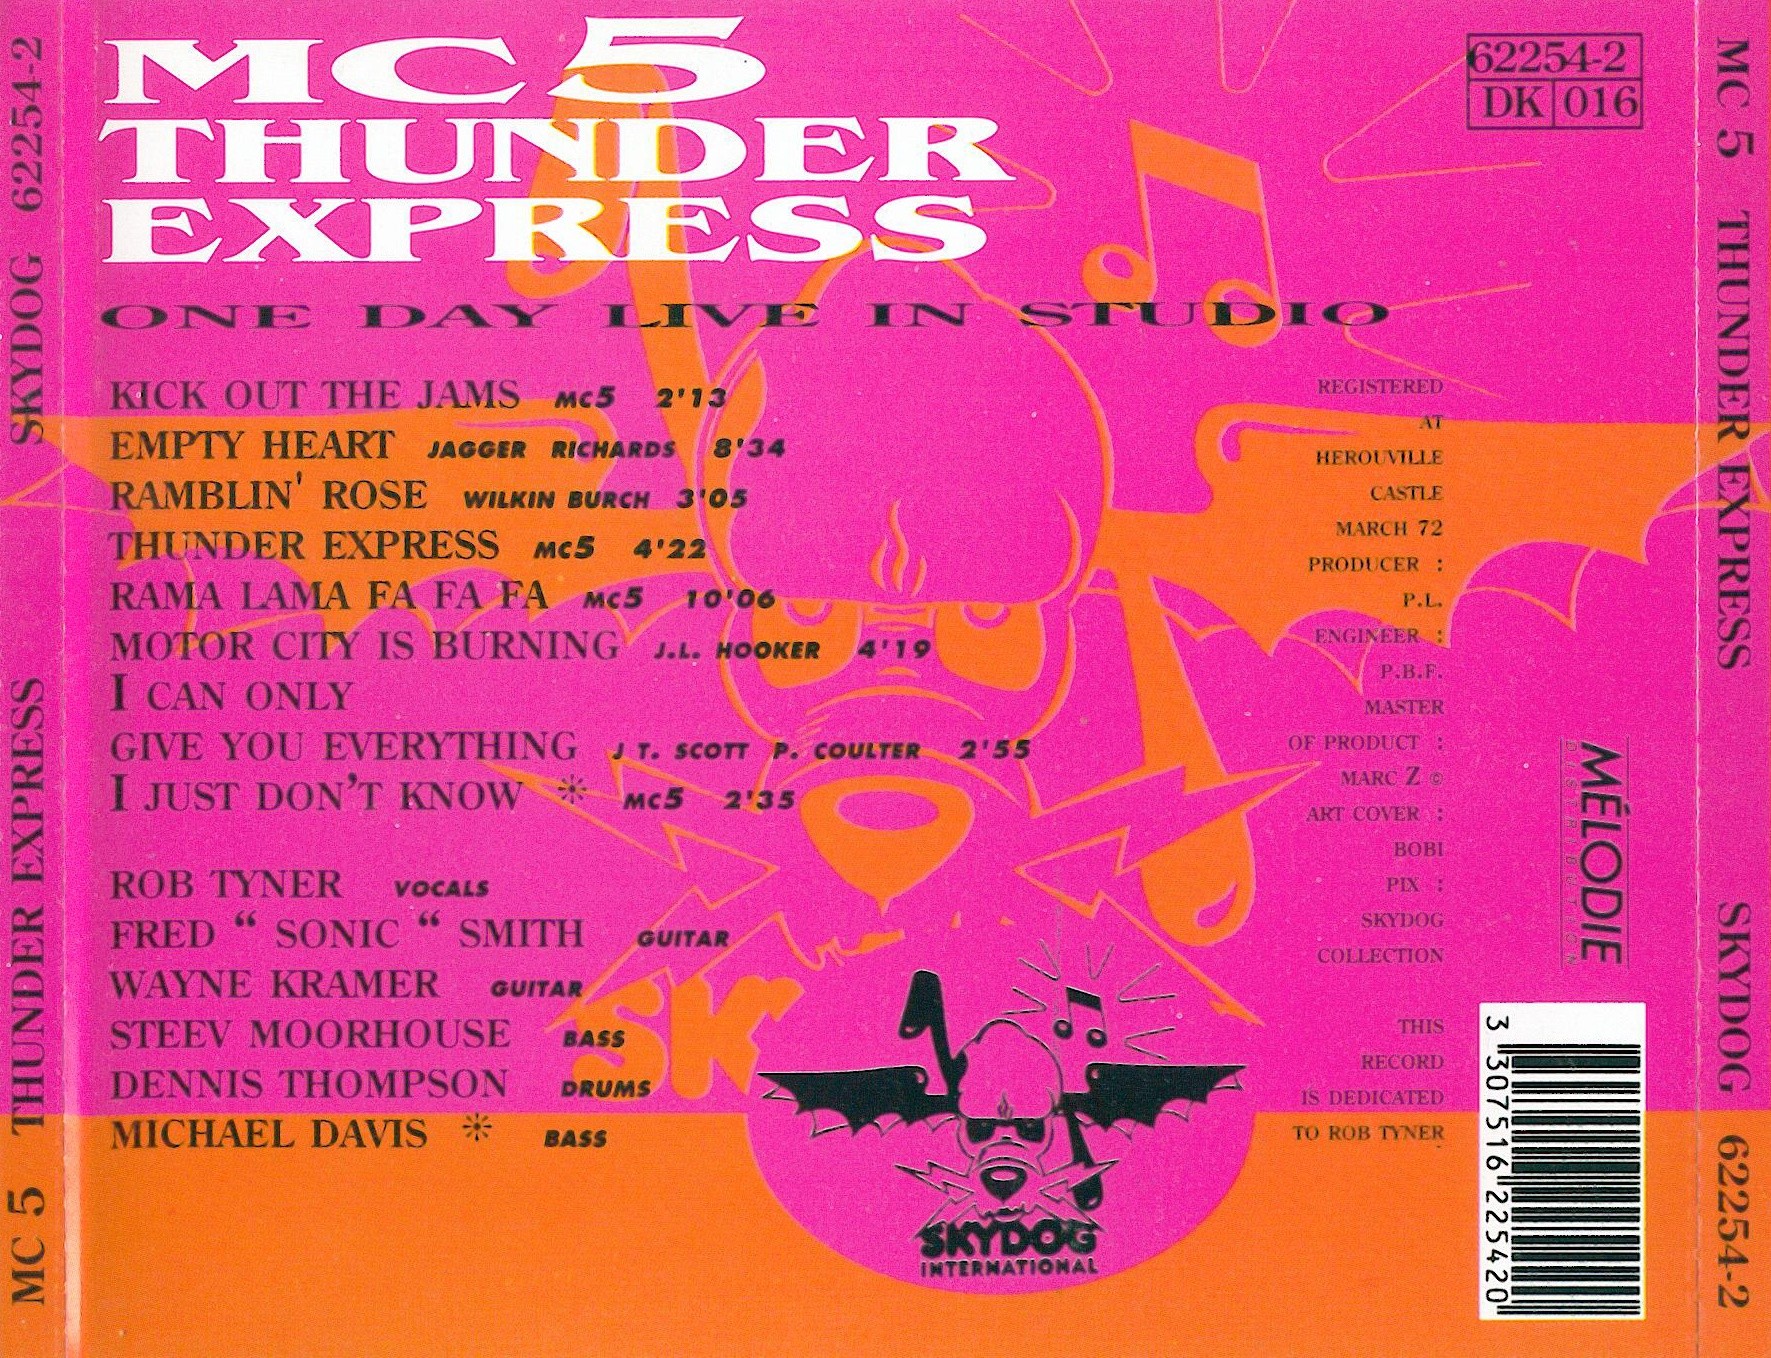 MC 5 THUNDER EXPRESS SKYDOG 62254-2
MC5
THUNDER
EXPRESS
ONE DAY LIVE IN STUDIO
KICK OUT THE JAMS MC5 2'13
EMPTY HEART JAGGER RICHARDS 8'34
RAMBLIN' ROSE WILKIN BURCH 3'05
THUNDER EXPRESS MC5 4'22
RAMA LAMA FA FA FA MC5 10'06
MOTOR CITY IS BURNING J.L. HOOKER 4'19
I CAN ONLY
GIVE YOU EVERYTHING J T. SCOTT P. COULTER 2'55
I JUST DON'T KNOW * MC5 2'35
ROB TYNER VOCALS
FRED “ SONIC “ SMITH GUITAR
WAYNE KRAMER GUITAR
STEEV MOORHOUSE BASS
DENNIS THOMPSON DRUMS
MICHAEL DAVIS * BASS
SK
SKYDOG
INTERNATIONAL
62254-2
DK 016
REGISTERED
AT
HEROUVILLE
CASTLE
MARCH 72
PRODUCER :
P.L.
ENGINEER :
P.B.F.
MASTER
OF PRODUCT :
MARC Z ©
ART COVER :
BOBI
PIX :
SKYDOG
COLLECTION
THIS
RECORD
IS DEDICATED
TO ROB TYNER
MÉLODIE
DISTRIBUTION
3 307516 225420
MC 5 THUNDER EXPRESS SKYDOG 62254-2